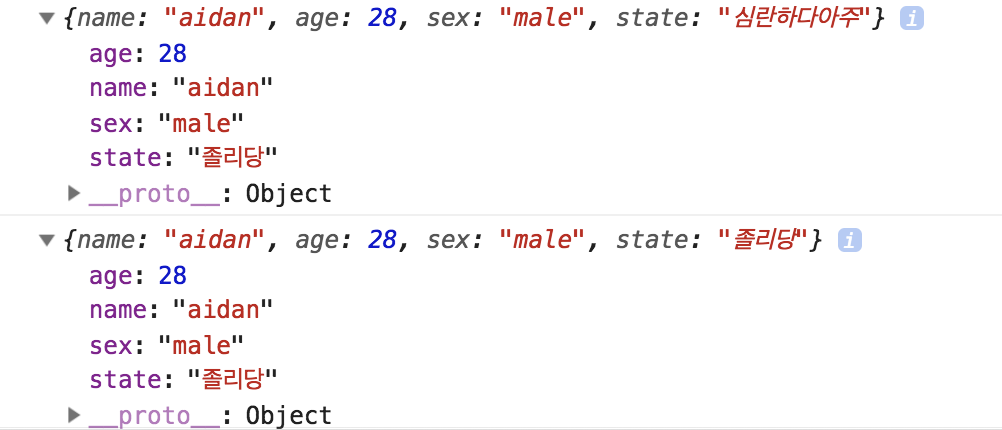 ▼{name: "aidan", age: 28, sex: "male", state: "심란하다아주"} i
age: 28
name: "aidan"
sex: "male"
state: "졸리당"
▶__proto__: Object
▼{name: "aidan", age: 28, sex: "male", state: "졸리당"} i
age: 28
name: "aidan"
sex: "male"
state: "졸리당"
▶__proto__: Object